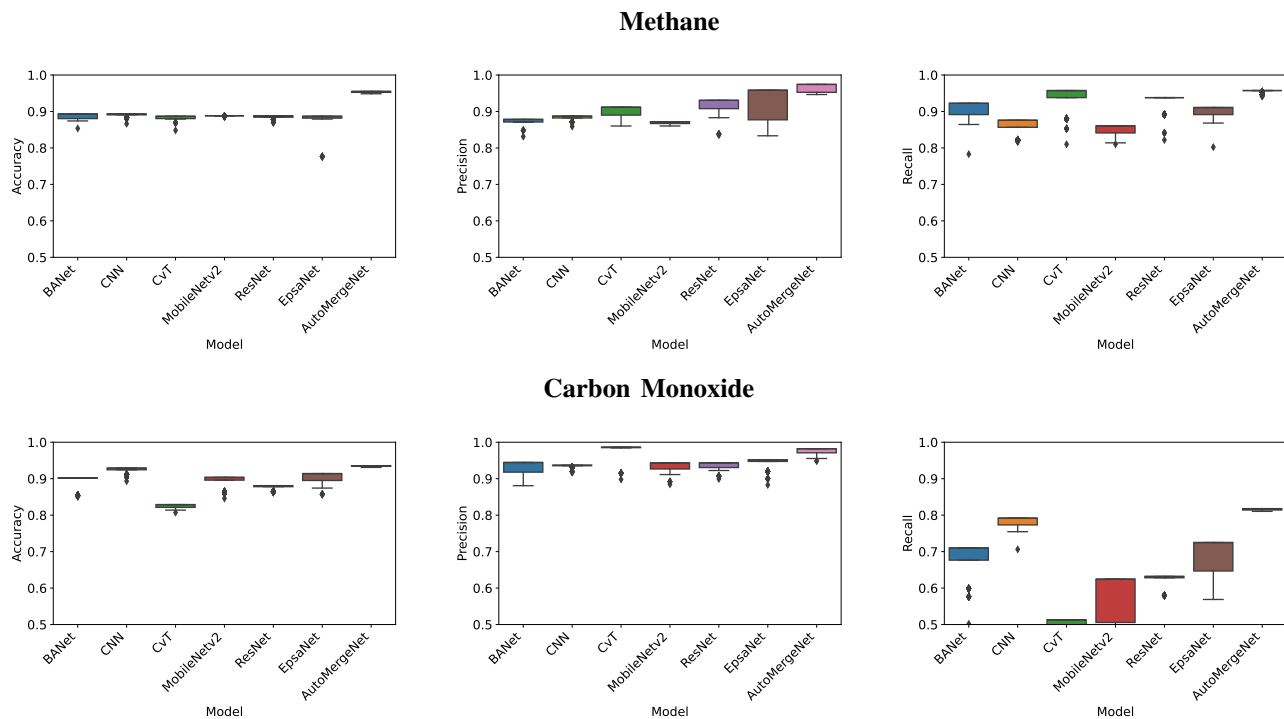 Methane
1.0
0.9
0.8
0.7
0.6
0.5
Accuracy
BANet
CNN
CvT
MobileNetv2
ResNet
EpsaNet
AutoMergeNet
Model
1.0
0.9
0.8
0.7
0.6
0.5
Precision
BANet
CNN
CvT
MobileNetv2
ResNet
EpsaNet
AutoMergeNet
Model
1.0
0.9
0.8
0.7
0.6
0.5
Recall
BANet
CNN
CvT
MobileNetv2
ResNet
EpsaNet
AutoMergeNet
Model
Carbon Monoxide
1.0
0.9
0.8
0.7
0.6
0.5
Accuracy
BANet
CNN
CvT
MobileNetv2
ResNet
EpsaNet
AutoMergeNet
Model
1.0
0.9
0.8
0.7
0.6
0.5
Precision
BANet
CNN
CvT
MobileNetv2
ResNet
EpsaNet
AutoMergeNet
Model
1.0
0.9
0.8
0.7
0.6
0.5
Recall
BANet
CNN
CvT
MobileNetv2
ResNet
EpsaNet
AutoMergeNet
Model